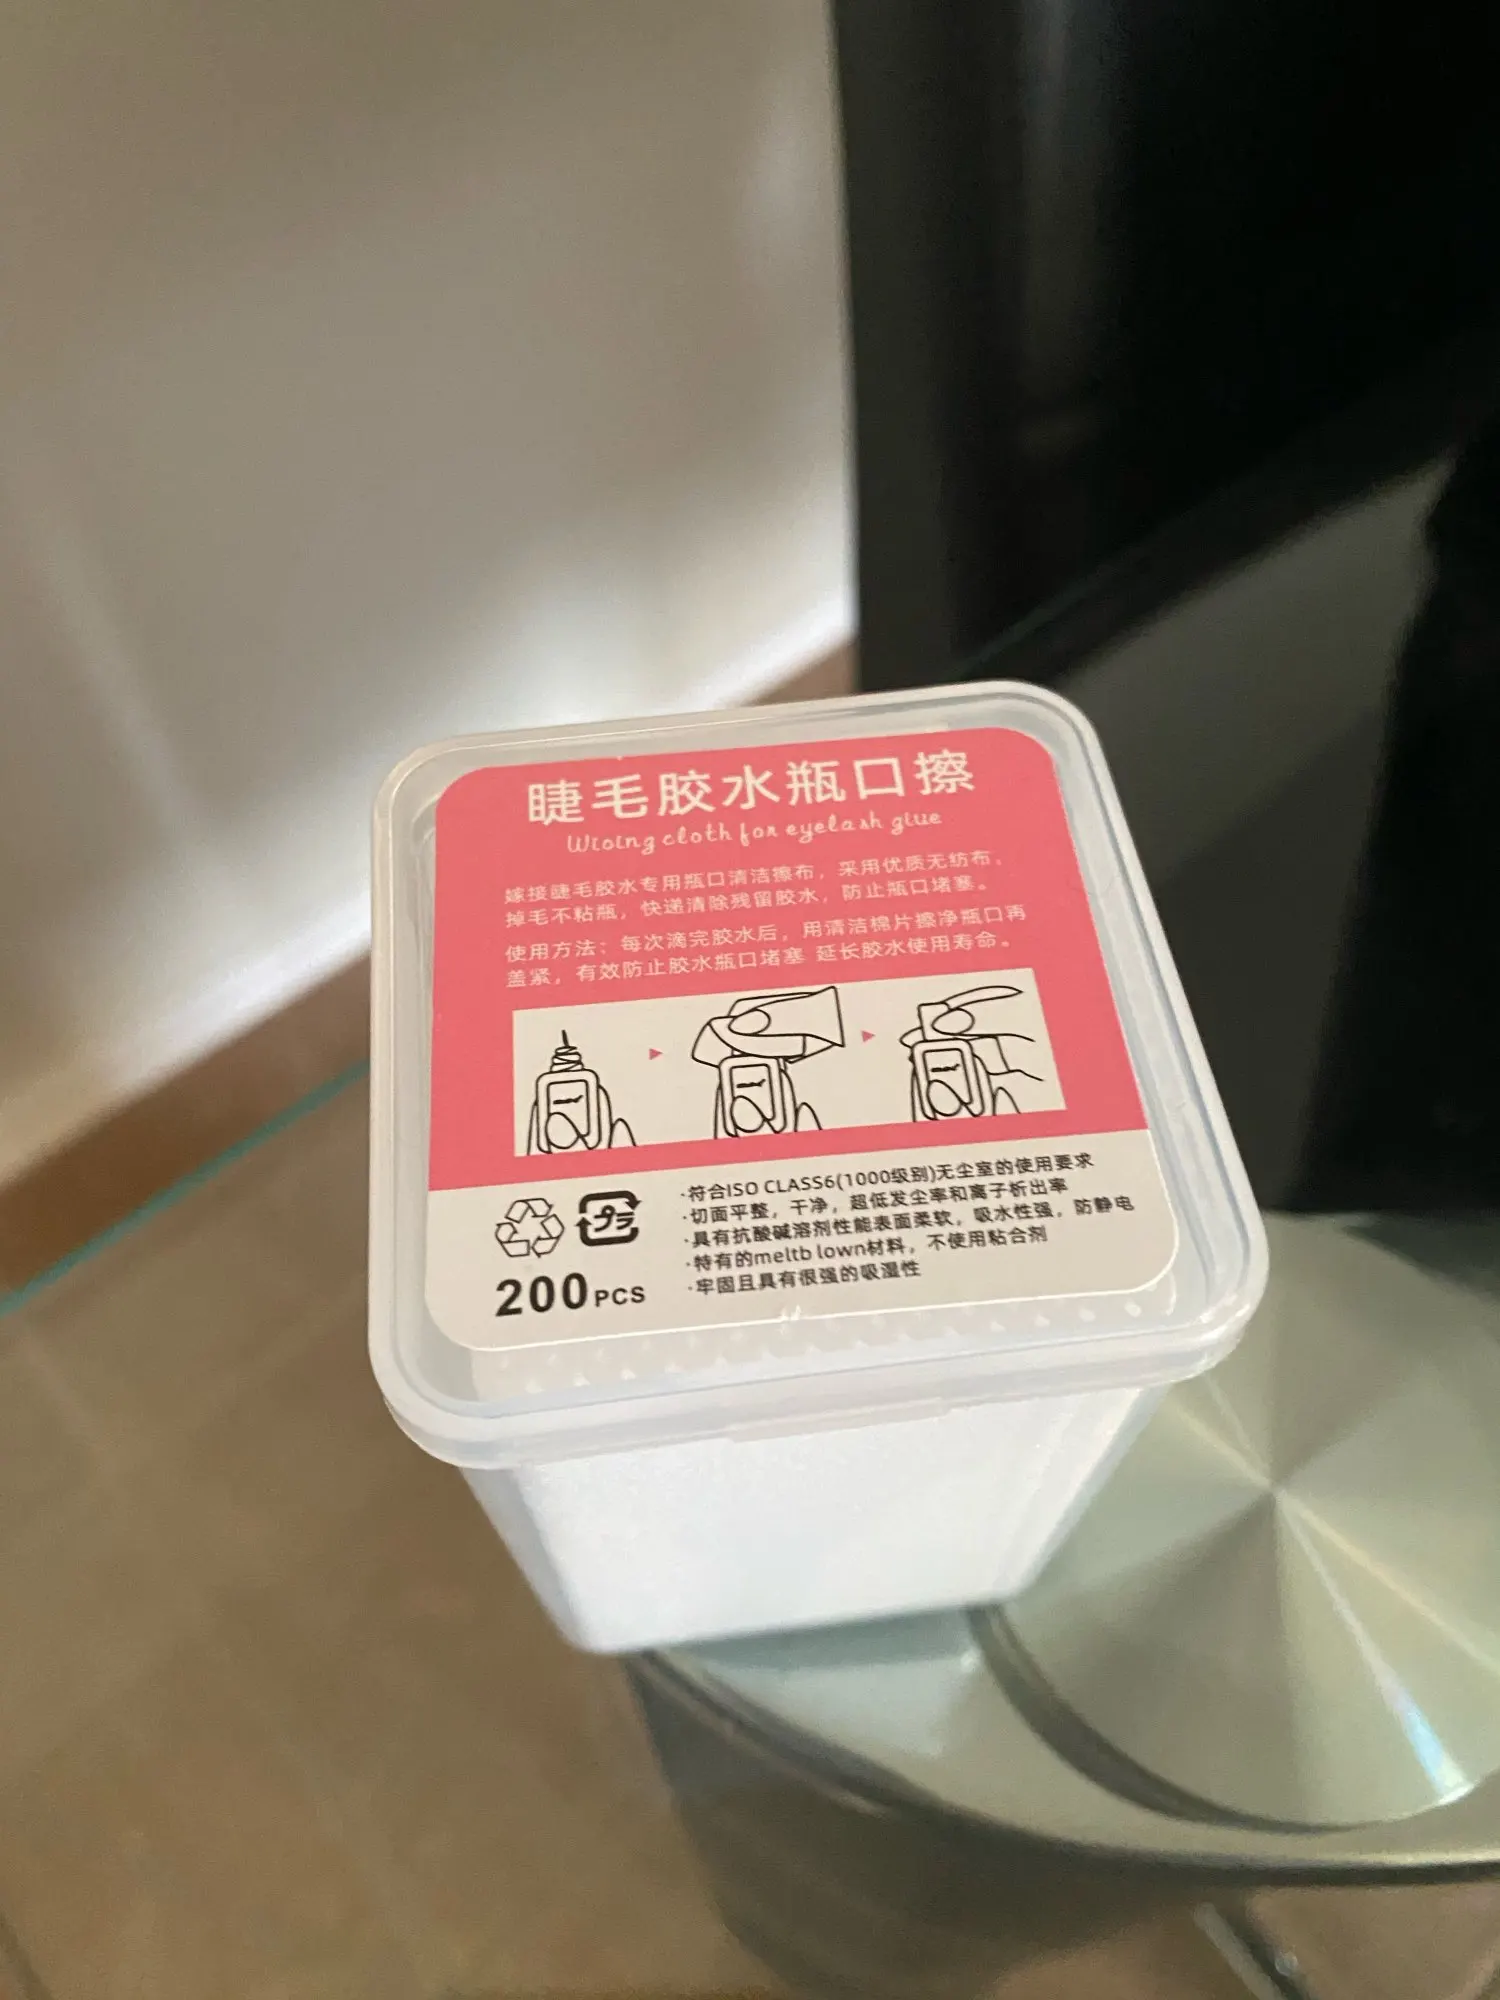 睫毛胶水瓶口擦
Wioing cloth for eyelash glue
嫁接睫毛胶水专用瓶口清洁擦布，采用优质无纺布，
掉毛不粘瓶，快递清除残留胶水，防止瓶口堵塞。
使用方法：每次滴完胶水后，用清洁棉片擦净瓶口再
盖紧，有效防止胶水瓶口堵塞 延长胶水使用寿命。
プラ
200PCS
·符合ISO CLASS6(1000级别)无尘室的使用要求
·切面平整，干净，超低发尘率和离子析出率
·具有抗酸碱溶剂性能表面柔软，吸水性强，防静电
·特有的meltb lown材料，不使用粘合剂
·牢固且具有很强的吸湿性